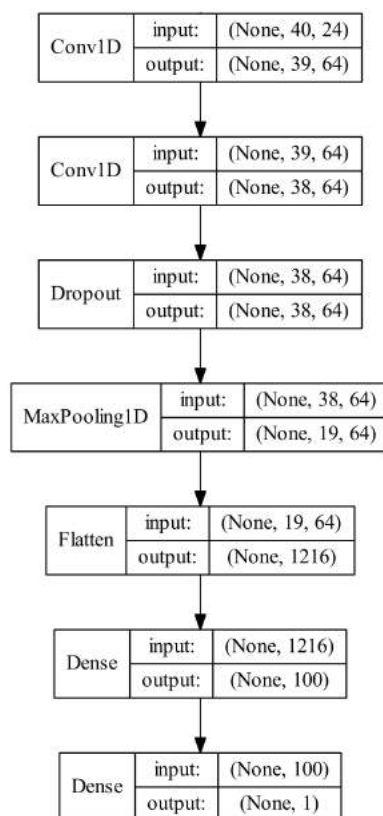 Conv1D
input: (None, 40, 24)
output: (None, 39, 64)
Conv1D
input: (None, 39, 64)
output: (None, 38, 64)
Dropout
input: (None, 38, 64)
output: (None, 38, 64)
MaxPooling1D
input: (None, 38, 64)
output: (None, 19, 64)
Flatten
input: (None, 19, 64)
output: (None, 1216)
Dense
input: (None, 1216)
output: (None, 100)
Dense
input: (None, 100)
output: (None, 1)